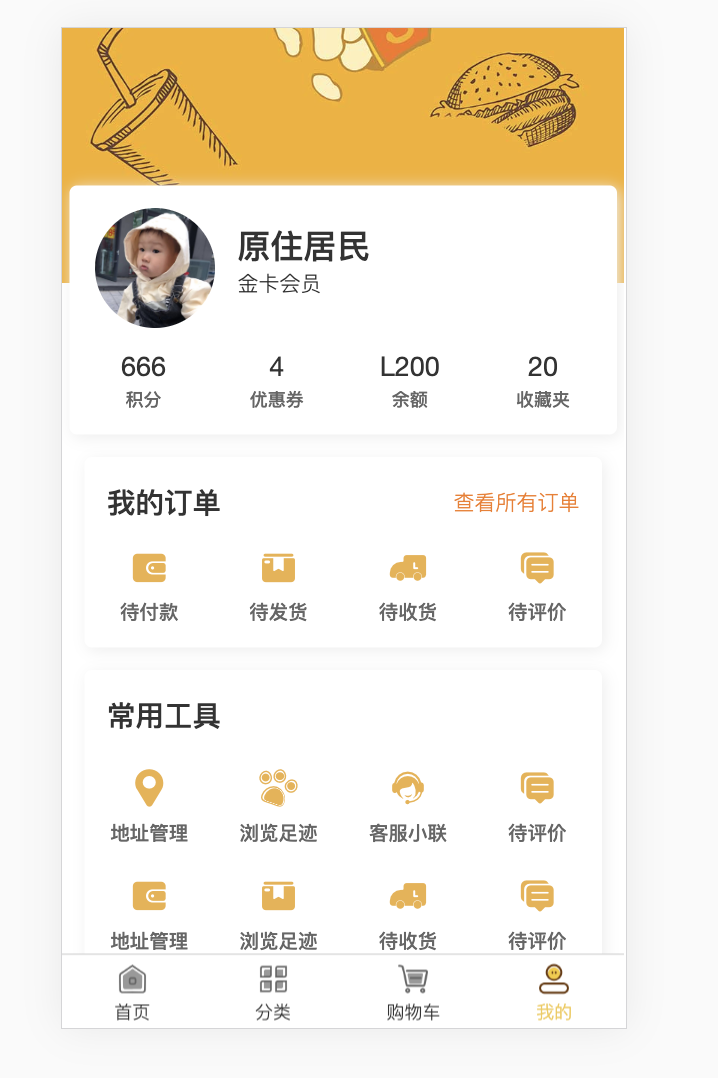 原住居民
金卡会员
666 4 L200 20
积分 优惠券 余额 收藏夹
我的订单 查看所有订单
待付款 待发货 待收货 待评价
常用工具
地址管理 浏览足迹 客服小联 待评价
地址管理 浏览足迹 待收货 待评价
首页 分类 购物车 我的